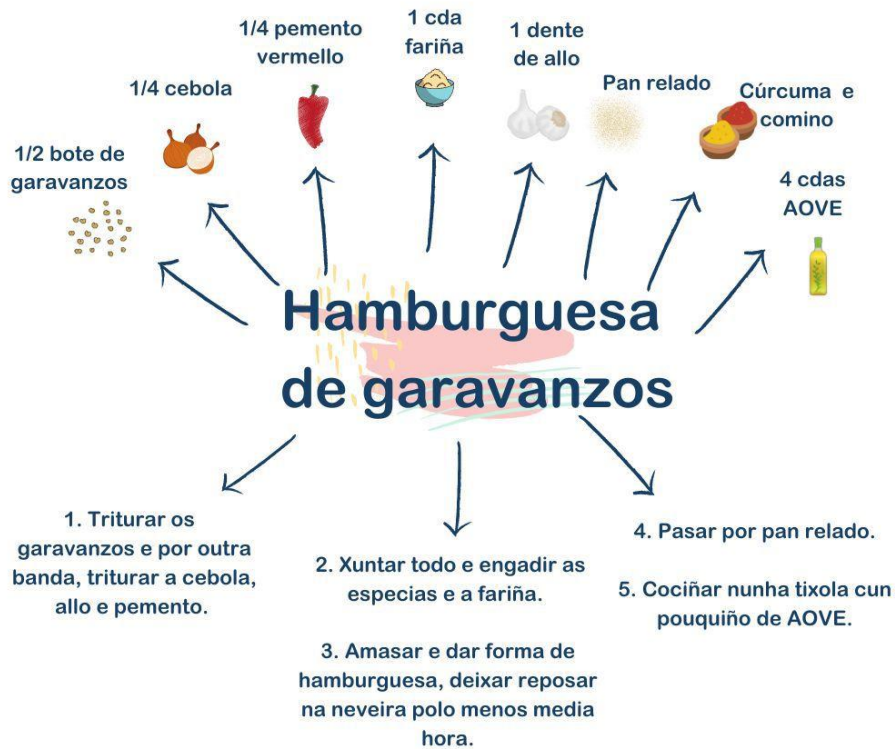 1/2 bote de
garavanzos
1/4 cebola
1/4 pemento
vermello
1 cda
fariña
1 dente
de allo
Pan relado
Cúrcuma e
comino
4 cdas
AOVE
Hamburguesa
de garavanzos
1. Triturar os
garavanzos e por outra
banda, triturar a cebola,
allo e pemento.
2. Xuntar todo e engadir as
especias e a fariña.
3. Amasar e dar forma de
hamburguesa, deixar reposar
na neveira polo menos media
hora.
4. Pasar por pan relado.
5. Cociñar nunha tixola cun
pouquiño de AOVE.